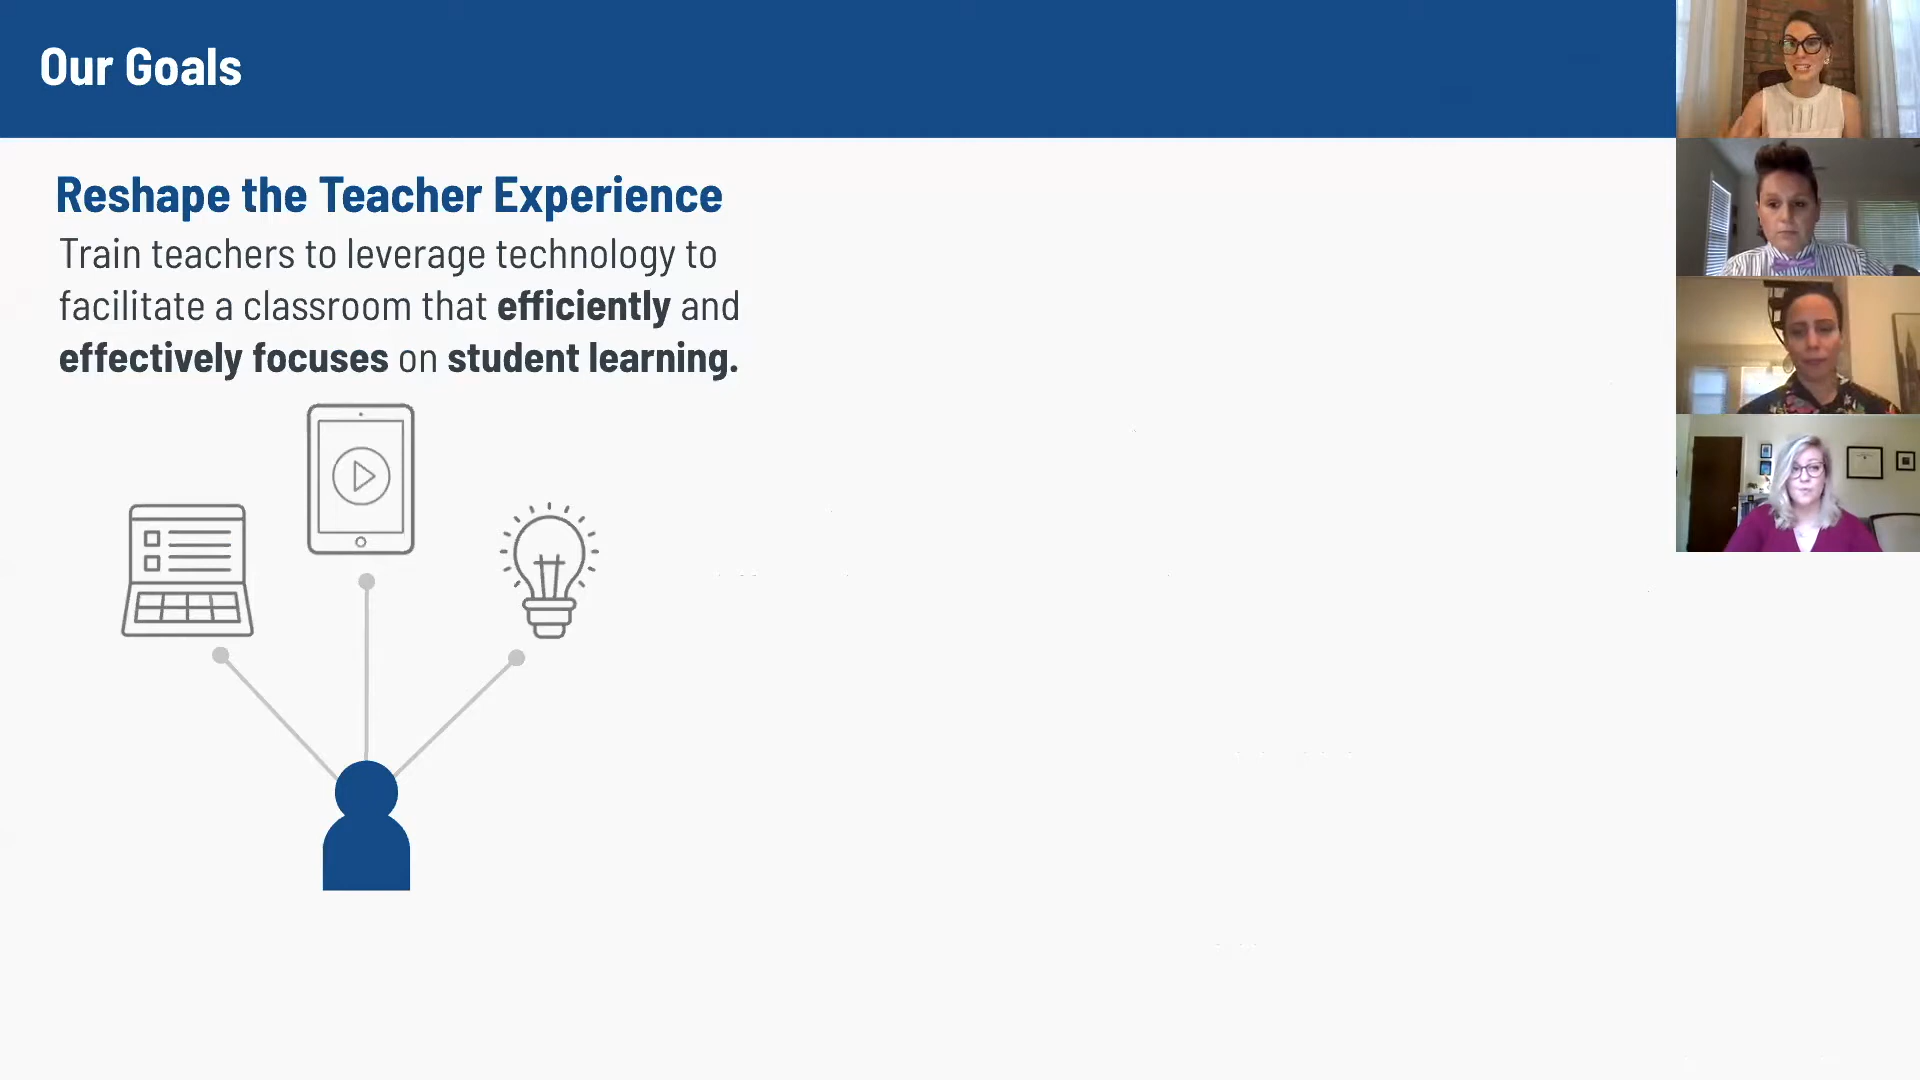 Our Goals
Reshape the Teacher Experience
Train teachers to leverage technology to
facilitate a classroom that efficiently and
effectively focuses on student learning.